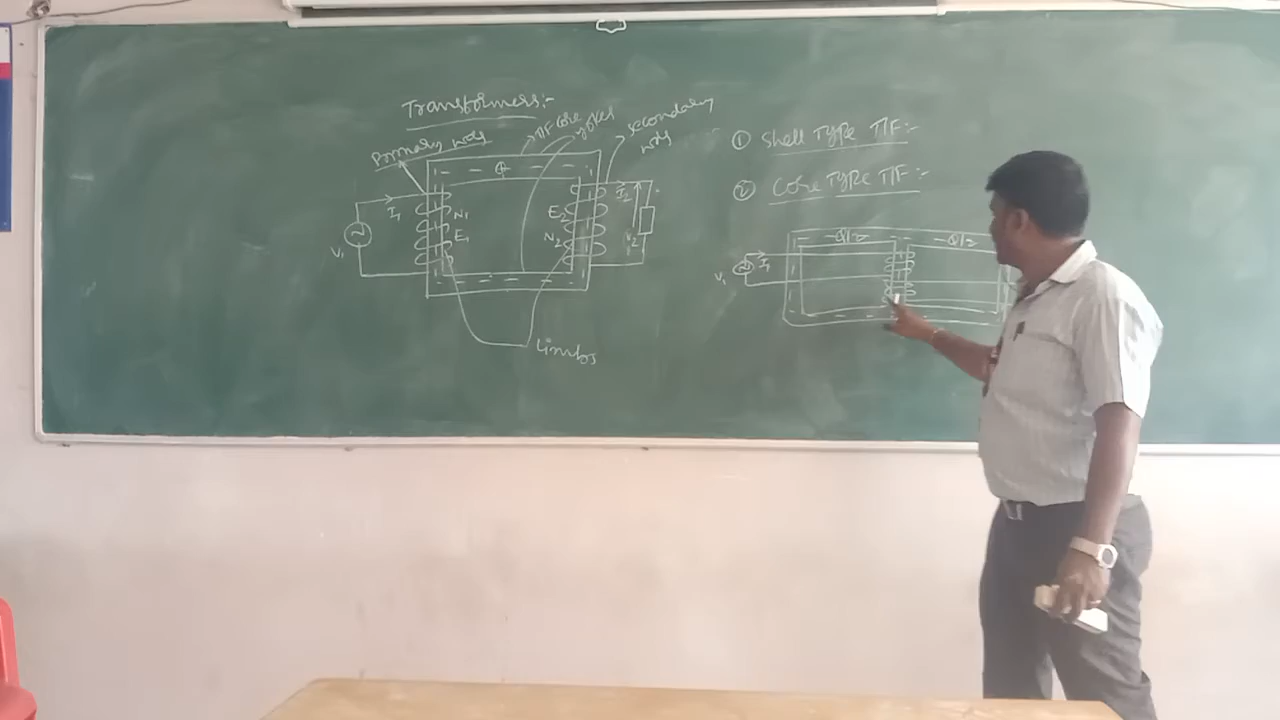 Transformers:-
Primary wdg
T/F Core
yokes
secondary
wdg
Φ
I1
N1
E1
V1
E2
N2
I2
V2
Limbs
① Shell Type T/F:-
② Core Type T/F:-
Φ/2
Φ/2
I1
V1